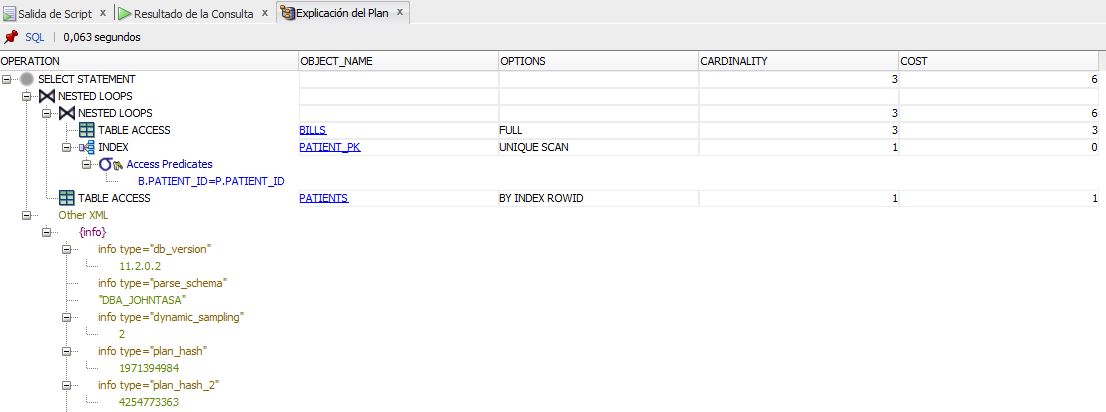 Salida de Script x Resultado de la Consulta x Explicación del Plan x
SQL | 0,063 segundos
OPERATION OBJECT_NAME OPTIONS CARDINALITY COST
SELECT STATEMENT 3 6
NESTED LOOPS
NESTED LOOPS 3 6
TABLE ACCESS BILLS FULL 3 3
INDEX PATIENT_PK UNIQUE SCAN 1 0
Access Predicates
B.PATIENT_ID=P.PATIENT_ID
TABLE ACCESS PATIENTS BY INDEX ROWID 1 1
Other XML
{info}
info type="db_version"
11.2.0.2
info type="parse_schema"
"DBA_JOHNTASA"
info type="dynamic_sampling"
2
info type="plan_hash"
1971394984
info type="plan_hash_2"
4254773363